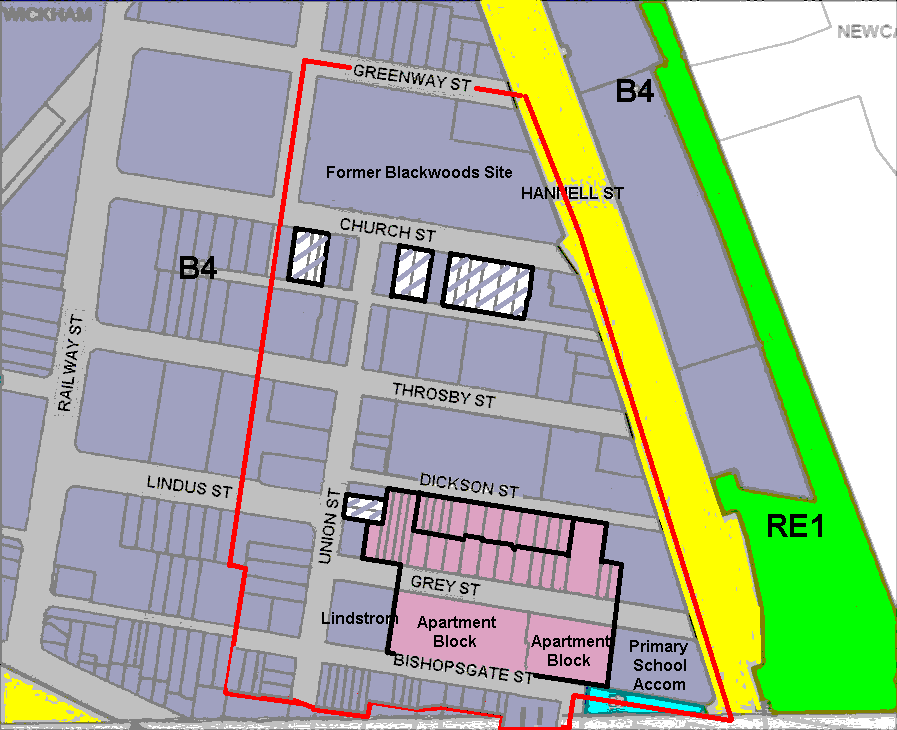 WICKHAM
NEWCA
GREENWAY ST
B4
Former Blackwoods Site
HANNELL ST
CHURCH ST
B4
RAILWAY ST
THROSBY ST
LINDUS ST
DICKSON ST
UNION ST
RE1
GREY ST
Lindstrom
Apartment
Block
Apartment
Block
Primary
School
Accom
BISHOPSGATE ST